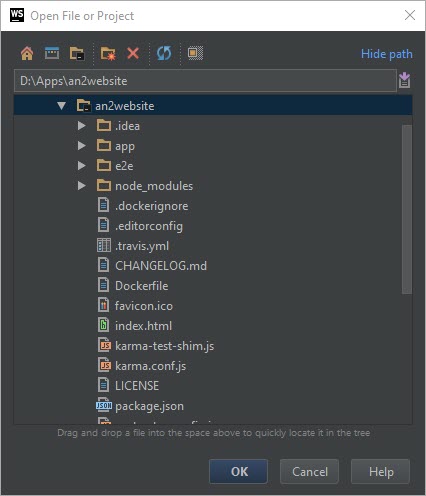 WS Open File or Project
Hide path
D:\Apps\an2website
an2website
.idea
app
e2e
node_modules
.dockerignore
.editorconfig
.travis.yml
CHANGELOG.md
Dockerfile
favicon.ico
index.html
karma-test-shim.js
karma.conf.js
LICENSE
package.json
Drag and drop a file into the space above to quickly locate it in the tree
OK
Cancel
Help